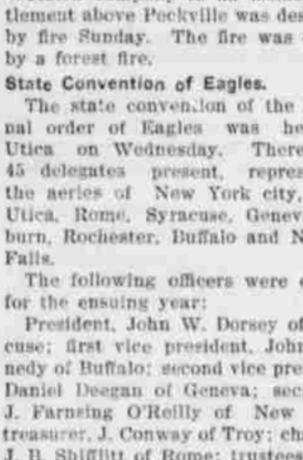 tlement above Peckville was des
by fire Sunday. The fire was
by a forest fire.
State Convention of Eagles.
The state convention of the
nal order of Eagles was he
Utica on Wednesday. There
45 delegates present, repres
the aeries of New York city,
Utica, Rome, Syracuse, Genev
burn, Rochester, Buffalo and N
Falls.
The following officers were e
for the ensuing year:
President, John W. Dorsey of
cuse; first vice president, John
nedy of Buffalo; second vice pre
Daniel Deegan of Geneva; sec
J. Farnsing O'Reilly of New
treasurer, J. Conway of Troy; ch
J. B. Shifflitt of Rome; trustees